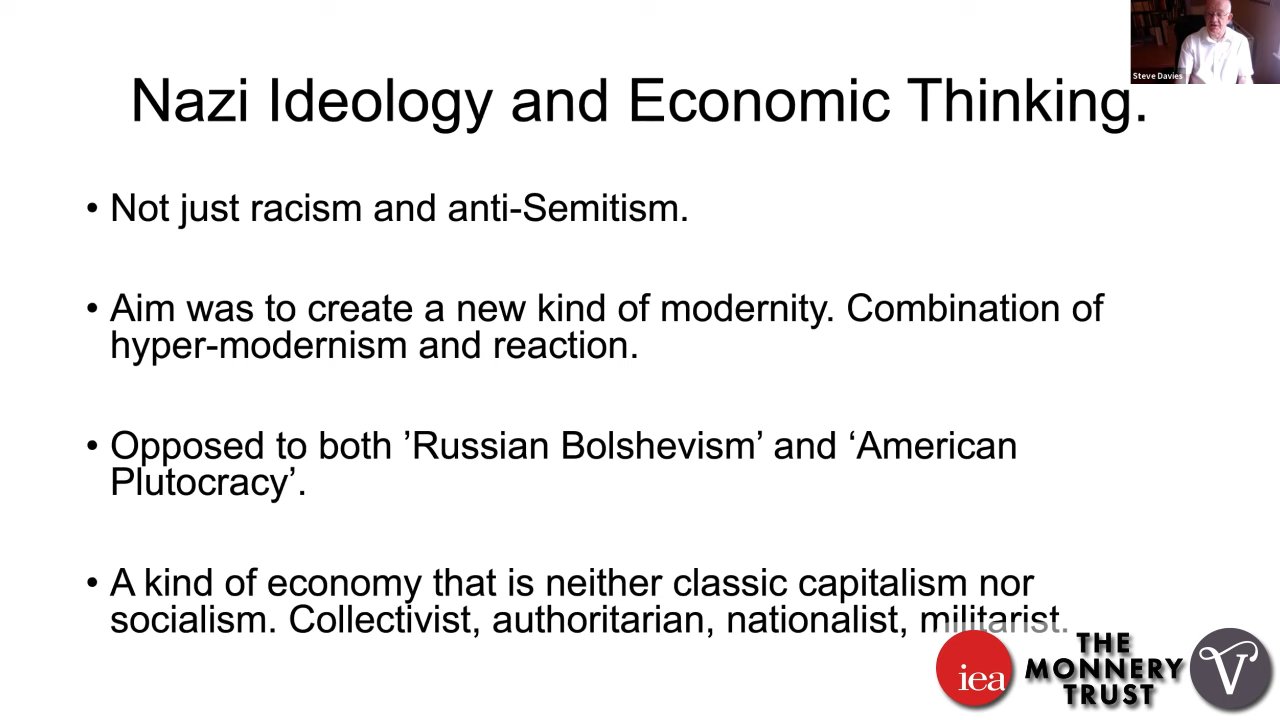 Steve Davies
Nazi Ideology and Economic Thinking.
• Not just racism and anti-Semitism.
• Aim was to create a new kind of modernity. Combination of
hyper-modernism and reaction.
• Opposed to both ’Russian Bolshevism’ and ‘American
Plutocracy’.
• A kind of economy that is neither classic capitalism nor
socialism. Collectivist, authoritarian, nationalist, militarist.
iea
THE
MONNERY
TRUST
V